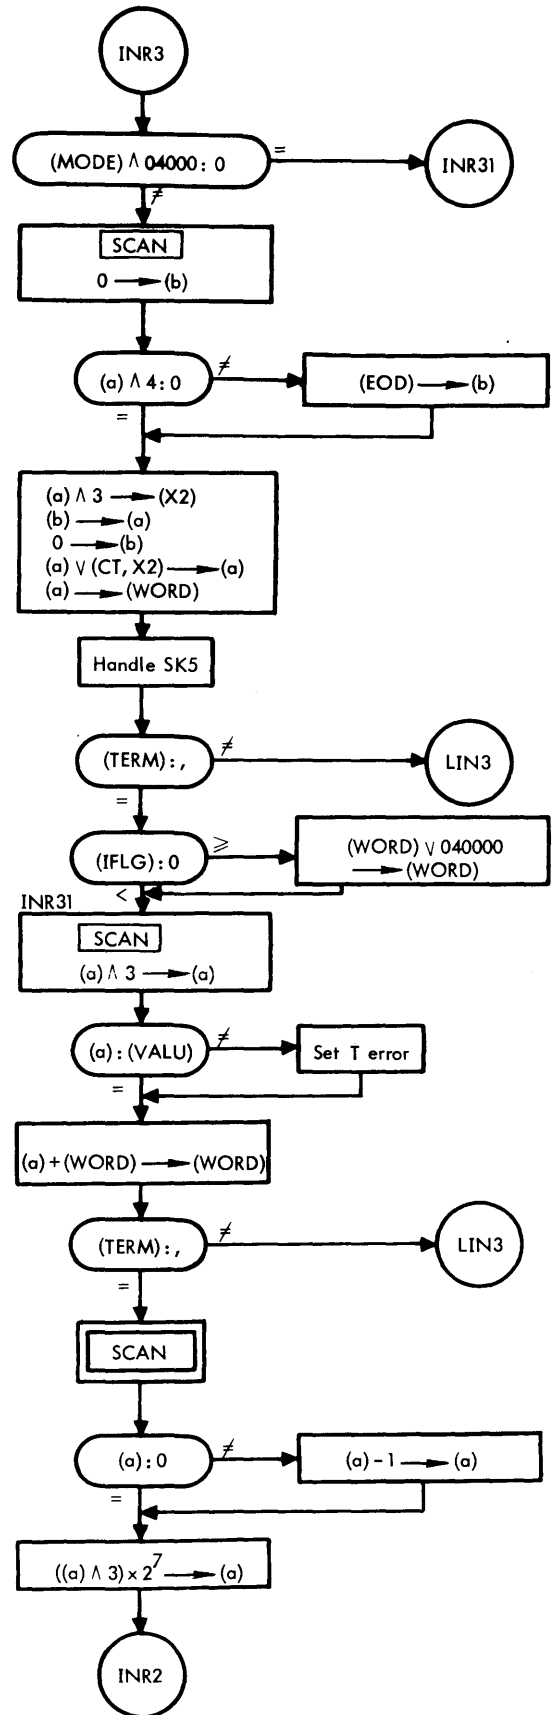 INR3
(MODE) ∧ 04000: 0
=
INR31
≠
SCAN
0 → (b)
(a) ∧ 4: 0
≠
(EOD) → (b)
=
(a) ∧ 3 → (X2)
(b) → (a)
0 → (b)
(a) ∨ (CT, X2) → (a)
(a) → (WORD)
Handle SK5
(TERM): ,
≠
LIN3
=
(IFLG): 0
≥
(WORD) ∨ 040000
→ (WORD)
<
INR31
SCAN
(a) ∧ 3 → (a)
(a): (VALU)
≠
Set T error
=
(a) + (WORD) → (WORD)
(TERM): ,
≠
LIN3
=
SCAN
(a): 0
≠
(a) - 1 → (a)
=
((a) ∧ 3) × 2⁷ → (a)
INR2